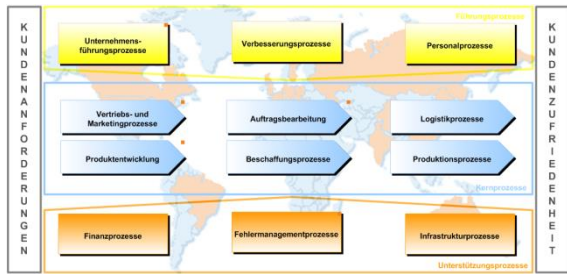 KUNDENANFORDERUNGEN
Führungsprozesse
Unternehmens-
führungsprozesse
Verbesserungsprozesse
Personalprozesse
Vertriebs- und
Marketingprozesse
Auftragsbearbeitung
Logistikprozesse
Produktentwicklung
Beschaffungsprozesse
Produktionsprozesse
Kernprozesse
Finanzprozesse
Fehlermanagementprozesse
Infrastrukturprozesse
Unterstützungsprozesse
KUNDENZUFRIEDENHEIT